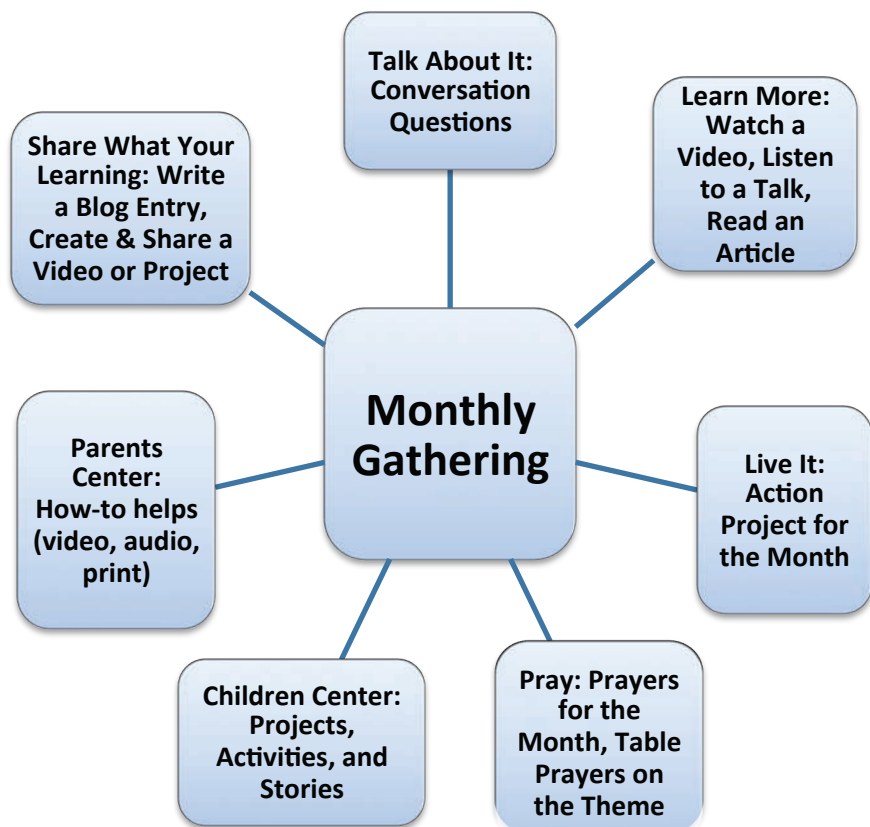 Talk About It:
Conversation
Questions
Learn More:
Watch a
Video, Listen
to a Talk,
Read an
Article
Share What Your
Learning: Write
a Blog Entry,
Create & Share a
Video or Project
Monthly
Gathering
Parents
Center:
How-to helps
(video, audio,
print)
Live It:
Action
Project for
the Month
Children Center:
Projects,
Activities, and
Stories
Pray: Prayers
for the
Month, Table
Prayers on
the Theme